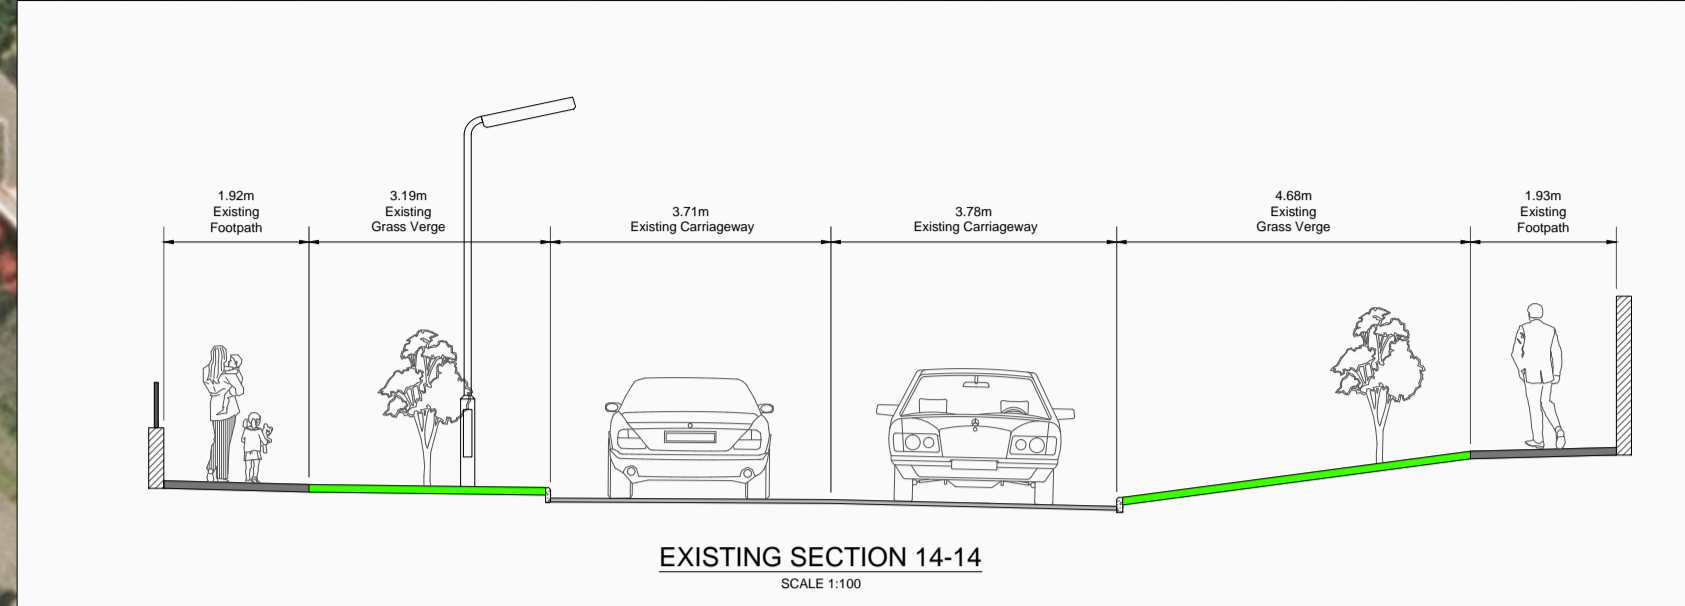 1.92m
Existing
Footpath
3.19m
Existing
Grass Verge
3.71m
Existing Carriageway
3.78m
Existing Carriageway
4.68m
Existing
Grass Verge
1.93m
Existing
Footpath
EXISTING SECTION 14-14
SCALE 1:100